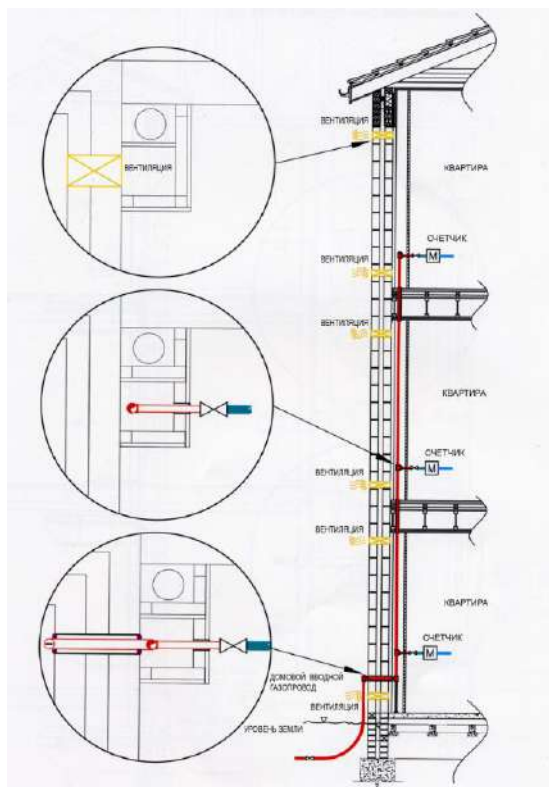 ВЕНТИЛЯЦИЯ
ВЕНТИЛЯЦИЯ
КВАРТИРА
СЧЕТЧИК
М
ВЕНТИЛЯЦИЯ
ВЕНТИЛЯЦИЯ
КВАРТИРА
СЧЕТЧИК
М
ВЕНТИЛЯЦИЯ
ВЕНТИЛЯЦИЯ
КВАРТИРА
СЧЕТЧИК
М
ДОМОВОЙ ВВОДНОЙ
ГАЗОПРОВОД
ВЕНТИЛЯЦИЯ
УРОВЕНЬ ЗЕМЛИ